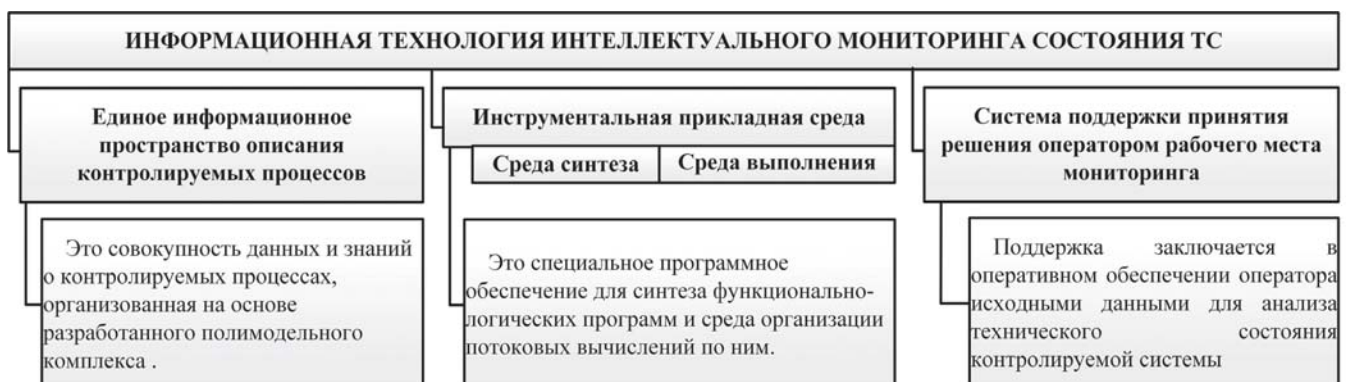 ИНФОРМАЦИОННАЯ ТЕХНОЛОГИЯ ИНТЕЛЛЕКТУАЛЬНОГО МОНИТОРИНГА СОСТОЯНИЯ ТС
Единое информационное
пространство описания
контролируемых процессов
Это совокупность данных и знаний
о контролируемых процессах,
организованная на основе
разработанного полимодельного
комплекса .
Инструментальная прикладная среда
Среда синтеза
Среда выполнения
Это специальное программное
обеспечение для синтеза функционально-
логических программ и среда организации
потоковых вычислений по ним.
Система поддержки принятия
решения оператором рабочего места
мониторинга
Поддержка заключается в
оперативном обеспечении оператора
исходными данными для анализа
технического состояния
контролируемой системы